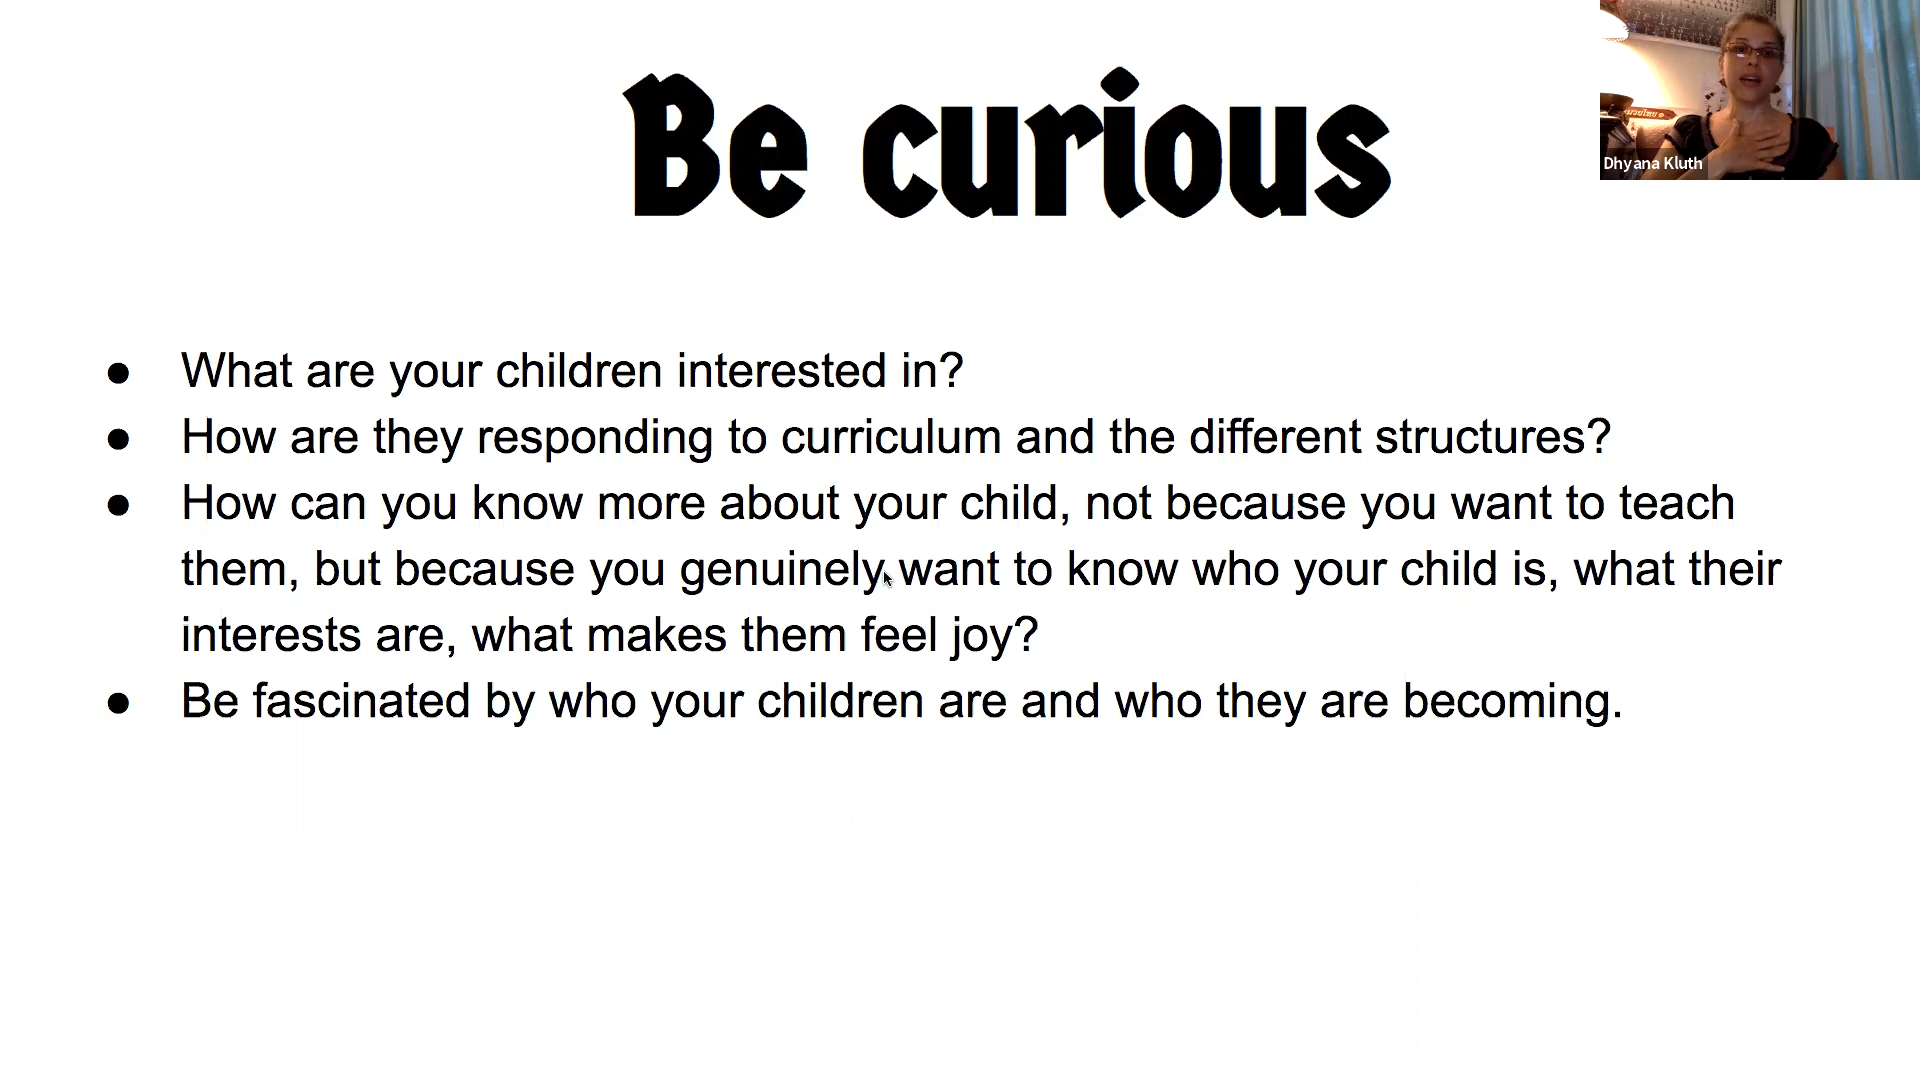 Be curious
Dhyana Kluth
● What are your children interested in?
● How are they responding to curriculum and the different structures?
● How can you know more about your child, not because you want to teach
them, but because you genuinely want to know who your child is, what their
interests are, what makes them feel joy?
● Be fascinated by who your children are and who they are becoming.